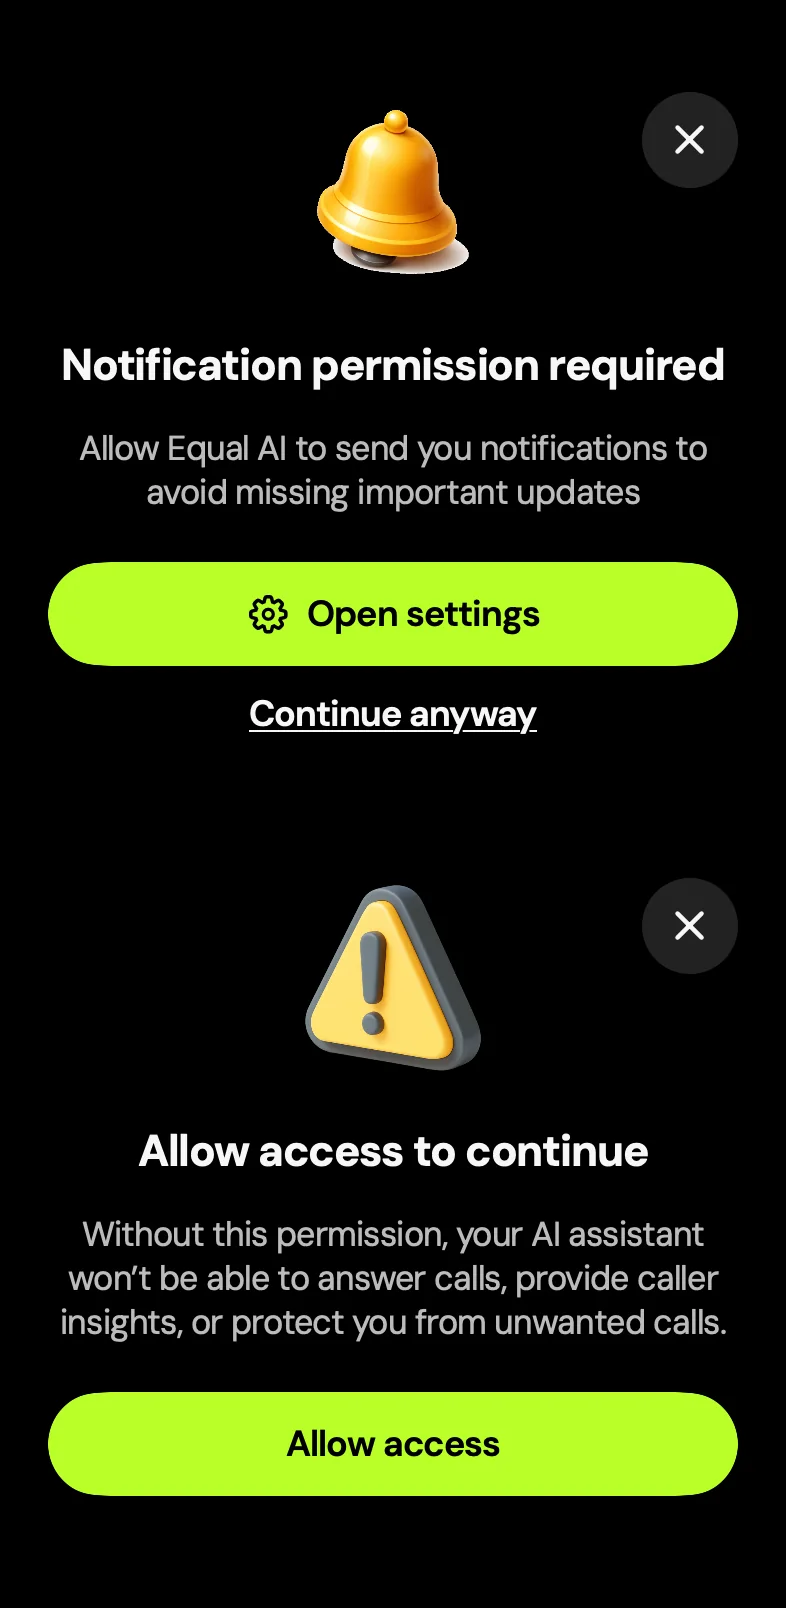 Notification permission required
Allow Equal AI to send you notifications to
avoid missing important updates
Open settings
Continue anyway
Allow access to continue
Without this permission, your AI assistant
won’t be able to answer calls, provide caller
insights, or protect you from unwanted calls.
Allow access